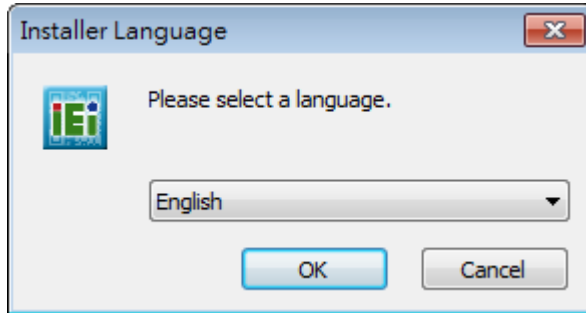 Installer Language
iEi
Please select a language.
English
OK
Cancel